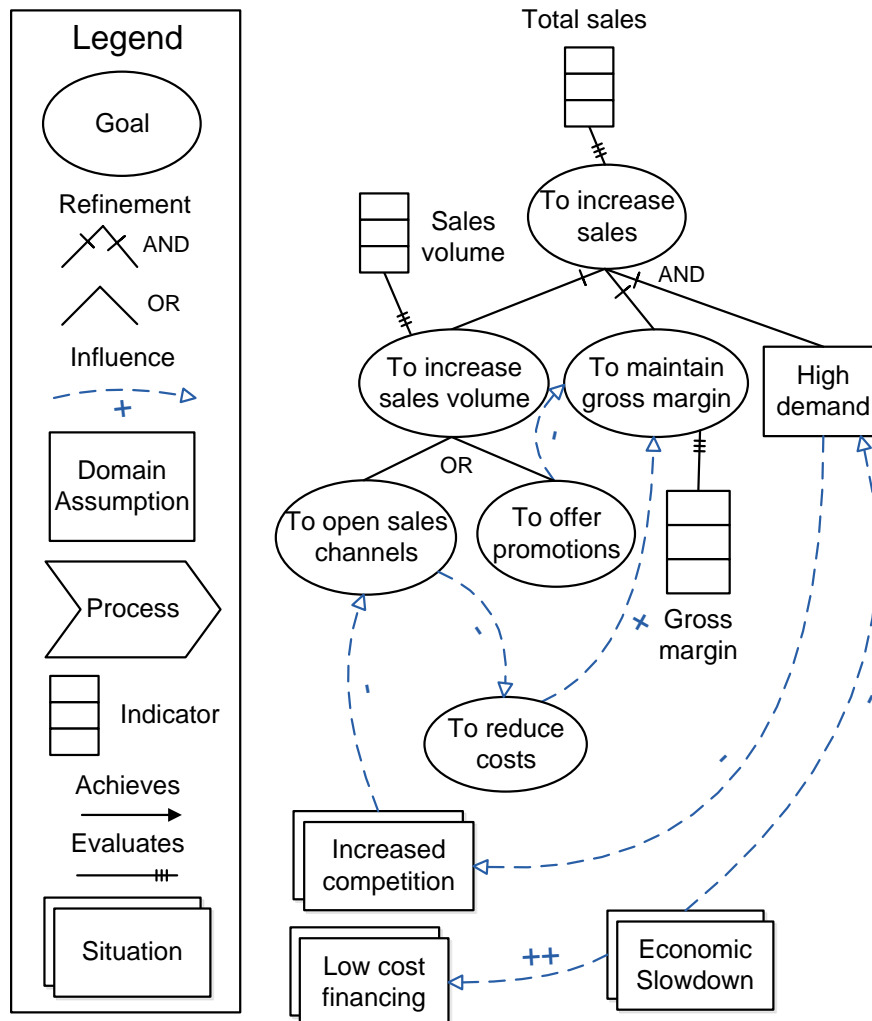 Legend
Goal
Refinement
AND
OR
Influence
+
Domain
Assumption
Process
Indicator
Achieves
Evaluates
Situation
Total sales
To increase
sales
Sales
volume
AND
To increase
sales volume
To maintain
gross margin
High
demand
-
OR
To open sales
channels
To offer
promotions
-
+
Gross
margin
-
-
To reduce
costs
-
Increased
competition
++
Low cost
financing
Economic
Slowdown